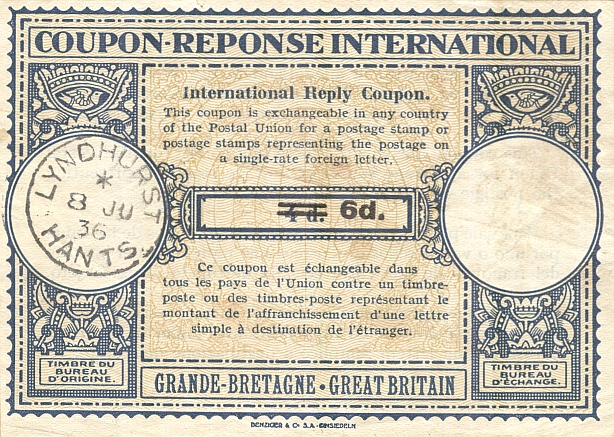 COUPON-REPONSE INTERNATIONAL
International Reply Coupon.
This coupon is exchangeable in any country
of the Postal Union for a postage stamp or
postage stamps representing the postage on
a single-rate foreign letter.
LYNDHURST
*
8 JU
36
HANTS
d. 6d.
Ce coupon est échangeable dans
tous les pays de l'Union contre un timbre-
poste ou des timbres-poste représentant le
montant de l'affranchissement d'une lettre
simple à destination de l'étranger.
TIMBRE DU
BUREAU
D'ORIGINE.
GRANDE-BRETAGNE • GREAT BRITAIN
TIMBRE DU
BUREAU
D'ÉCHANGE.
BENZIGER & Co S.A. -EINSIEDELN